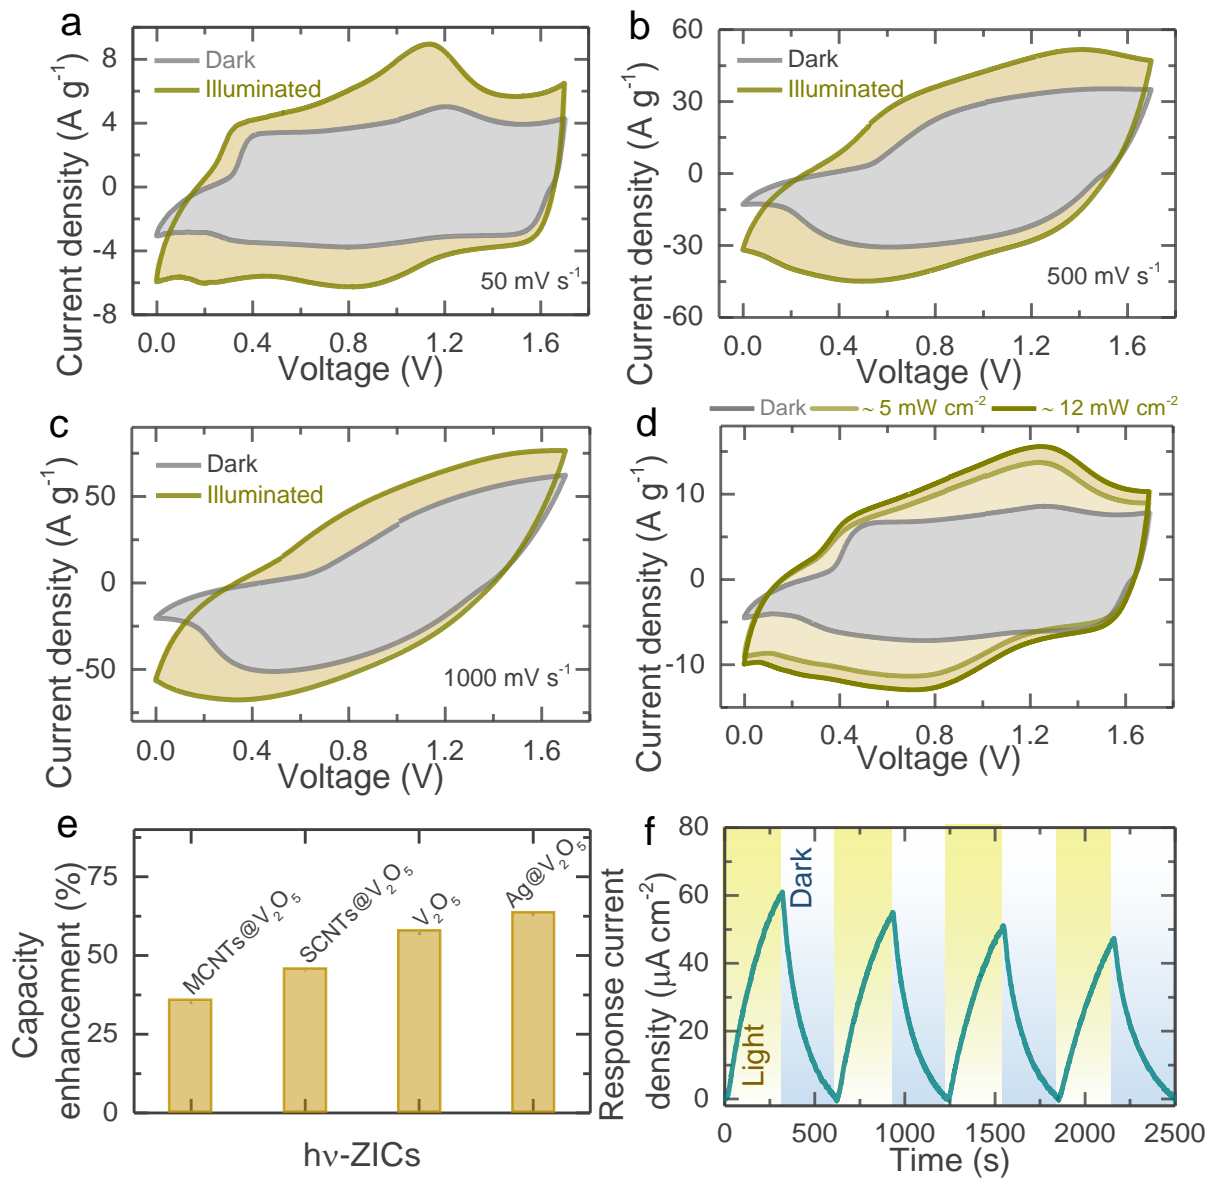 a
Dark
Illuminated
8
4
0
-4
-8
Current density (A g⁻¹)
50 mV s⁻¹
0.0 0.4 0.8 1.2 1.6
Voltage (V)
b
Dark
Illuminated
60
30
0
-30
-60
Current density (A g⁻¹)
500 mV s⁻¹
0.0 0.4 0.8 1.2 1.6
Voltage (V)
c
Dark
Illuminated
50
0
-50
Current density (A g⁻¹)
1000 mV s⁻¹
0.0 0.4 0.8 1.2 1.6
Voltage (V)
Dark ~ 5 mW cm⁻² ~ 12 mW cm⁻²
d
10
0
-10
Current density (A g⁻¹)
0.0 0.4 0.8 1.2 1.6
Voltage (V)
e
75
50
25
0
Capacity
enhancement (%)
MCNTs@V₂O₅
SCNTs@V₂O₅
V₂O₅
Ag@V₂O₅
hν-ZICs
f
80
60
40
20
0
Response current
density (μA cm⁻²)
Light
Dark
0 500 1000 1500 2000 2500
Time (s)